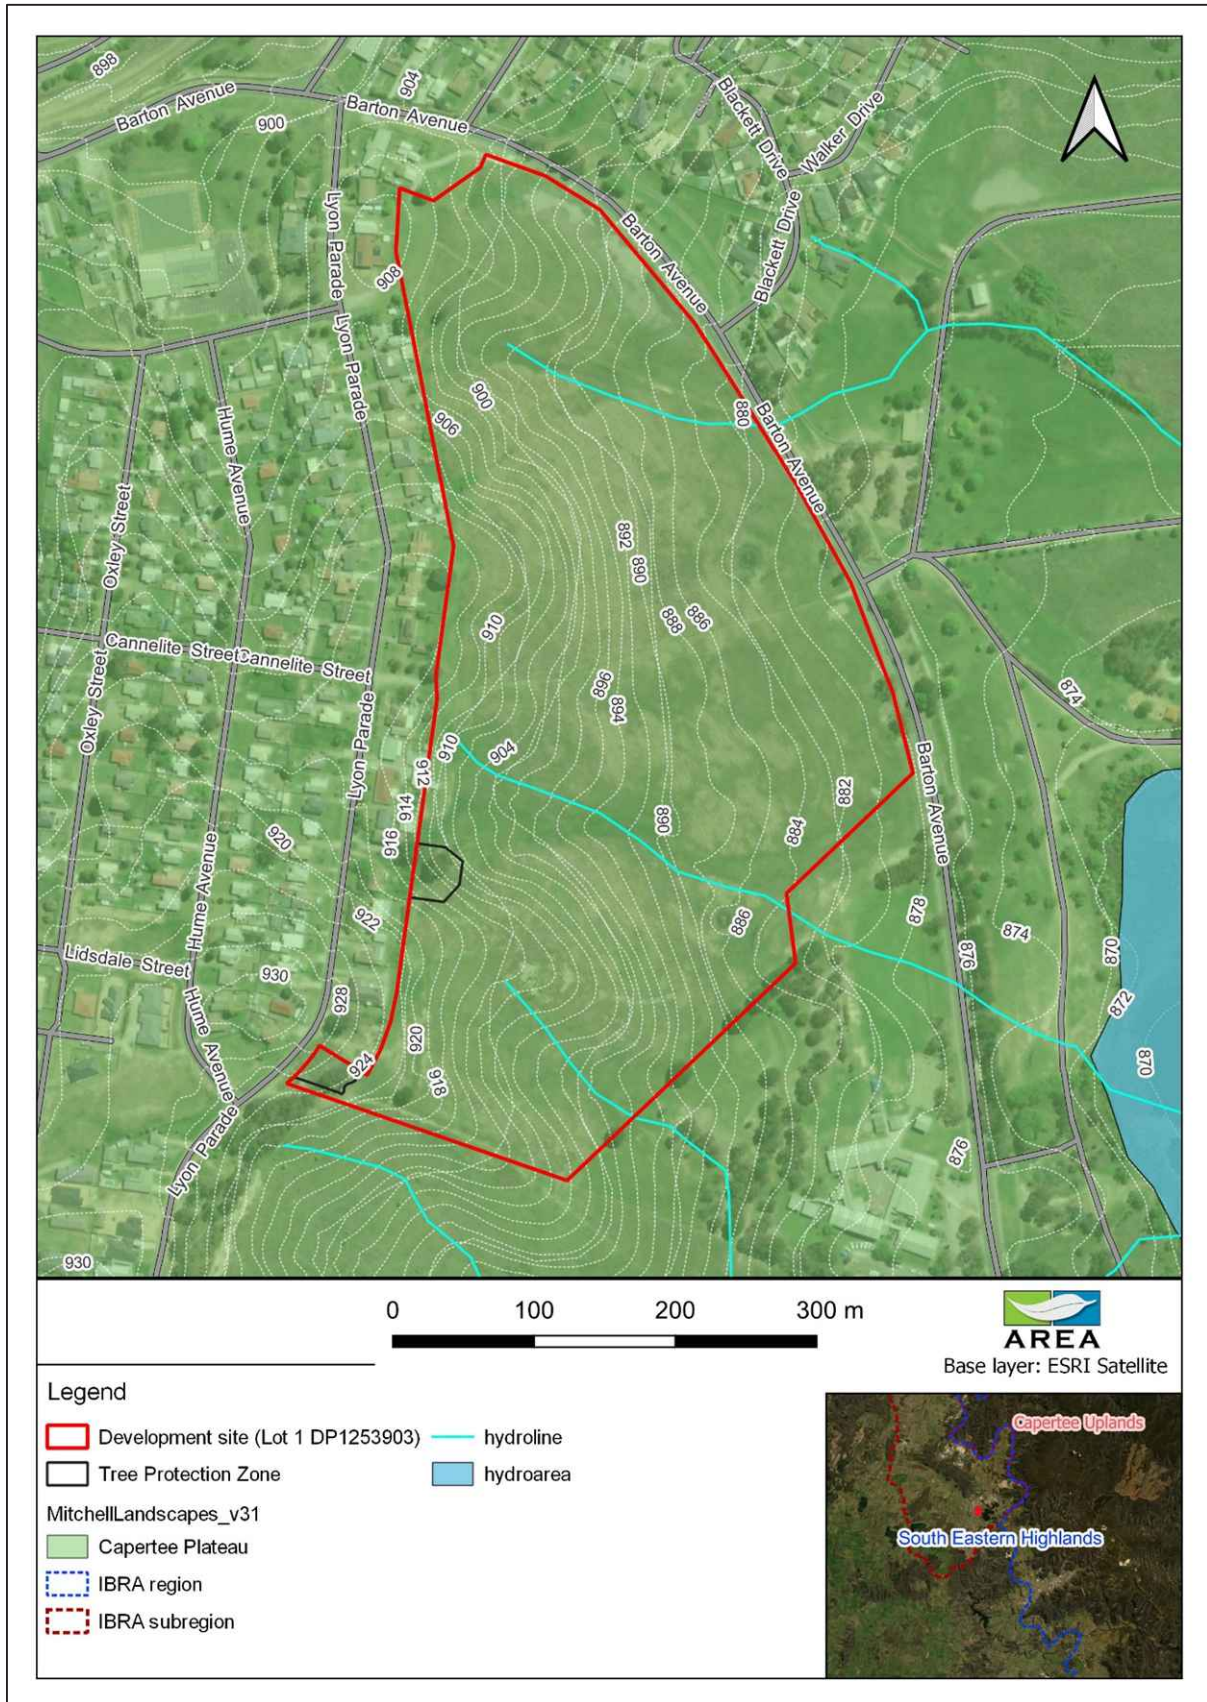 898
904
Barton Avenue
Barton Avenue
900
Blackett Drive
Walker Drive
Lyon Parade
Barton Avenue
Blackett Drive
908
Lyon Parade
900
906
880
Barton Avenue
Hume Avenue
Oxley Street
892
890
888
886
910
Cannelite Street
Cannelite Street
896
894
874
Oxley Street
Lyon Parade
910
904
912
914
916
882
884
890
Barton Avenue
920
922
886
878
876
874
870
872
870
Hume Avenue
Lidsdale Street
930
928
920
924
918
Hume Avenue
Lyon Parade
876
930
0 100 200 300 m
AREA
Base layer: ESRI Satellite
Legend
Development site (Lot 1 DP1253903)
hydroline
Tree Protection Zone
hydroarea
MitchellLandscapes_v31
Capertee Plateau
IBRA region
IBRA subregion
Capertee Uplands
South Eastern Highlands